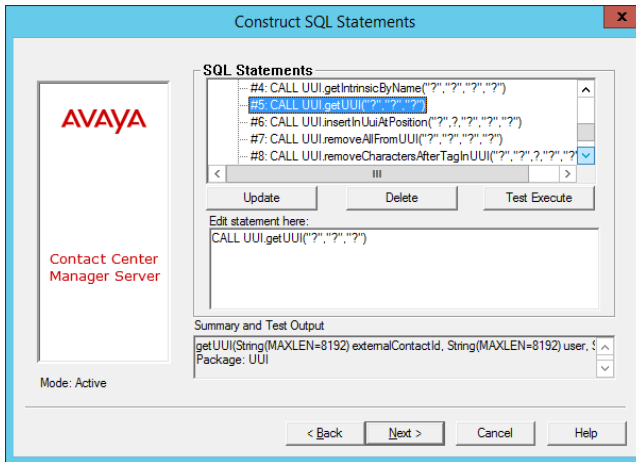 Construct SQL Statements
x
AVAYA
Contact Center
Manager Server
Mode: Active
SQL Statements
#4: CALL UUI.getIntrinsicByName("?","?","?","?")
#5: CALL UUI.getUUI("?","?","?")
#6: CALL UUI.insertInUuiAtPosition("?",?,"?","?","?")
#7: CALL UUI.removeAllFromUUI("?","?","?","?")
#8: CALL UUI.removeCharactersAfterTagInUUI("?","?",?,"?","?"
Update
Delete
Test Execute
Edit statement here:
CALL UUI.getUUI("?","?","?")
Summary and Test Output
getUUI(String(MAXLEN=8192) externalContactId, String(MAXLEN=8192) user, S
Package: UUI
< Back
Next >
Cancel
Help